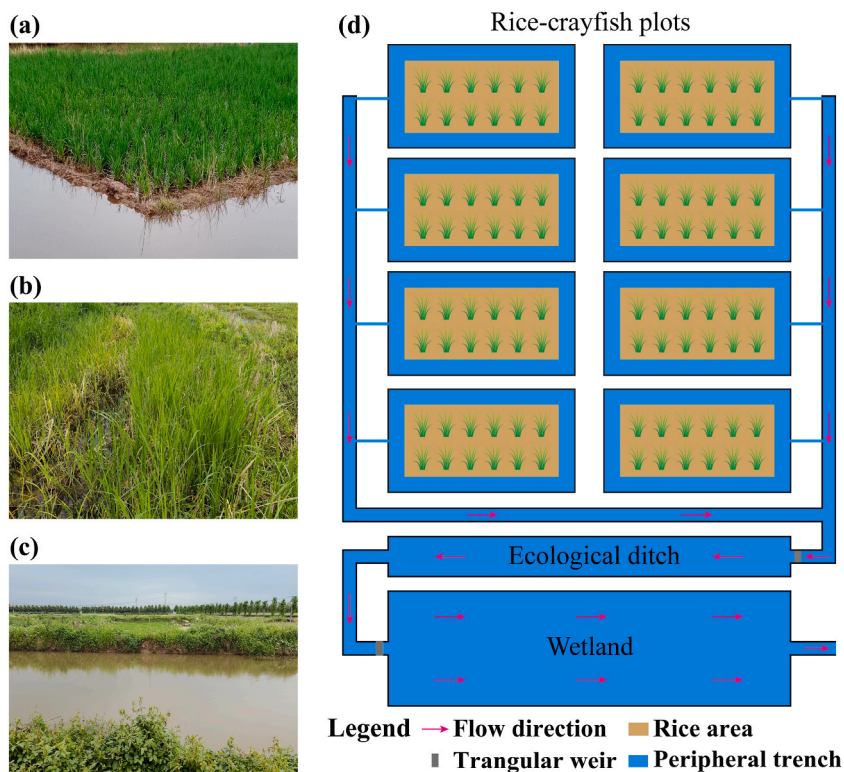 (a)
(b)
(c)
(d)
Rice-crayfish plots
Ecological ditch
Wetland
Legend
Flow direction
Rice area
Trangular weir
Peripheral trench